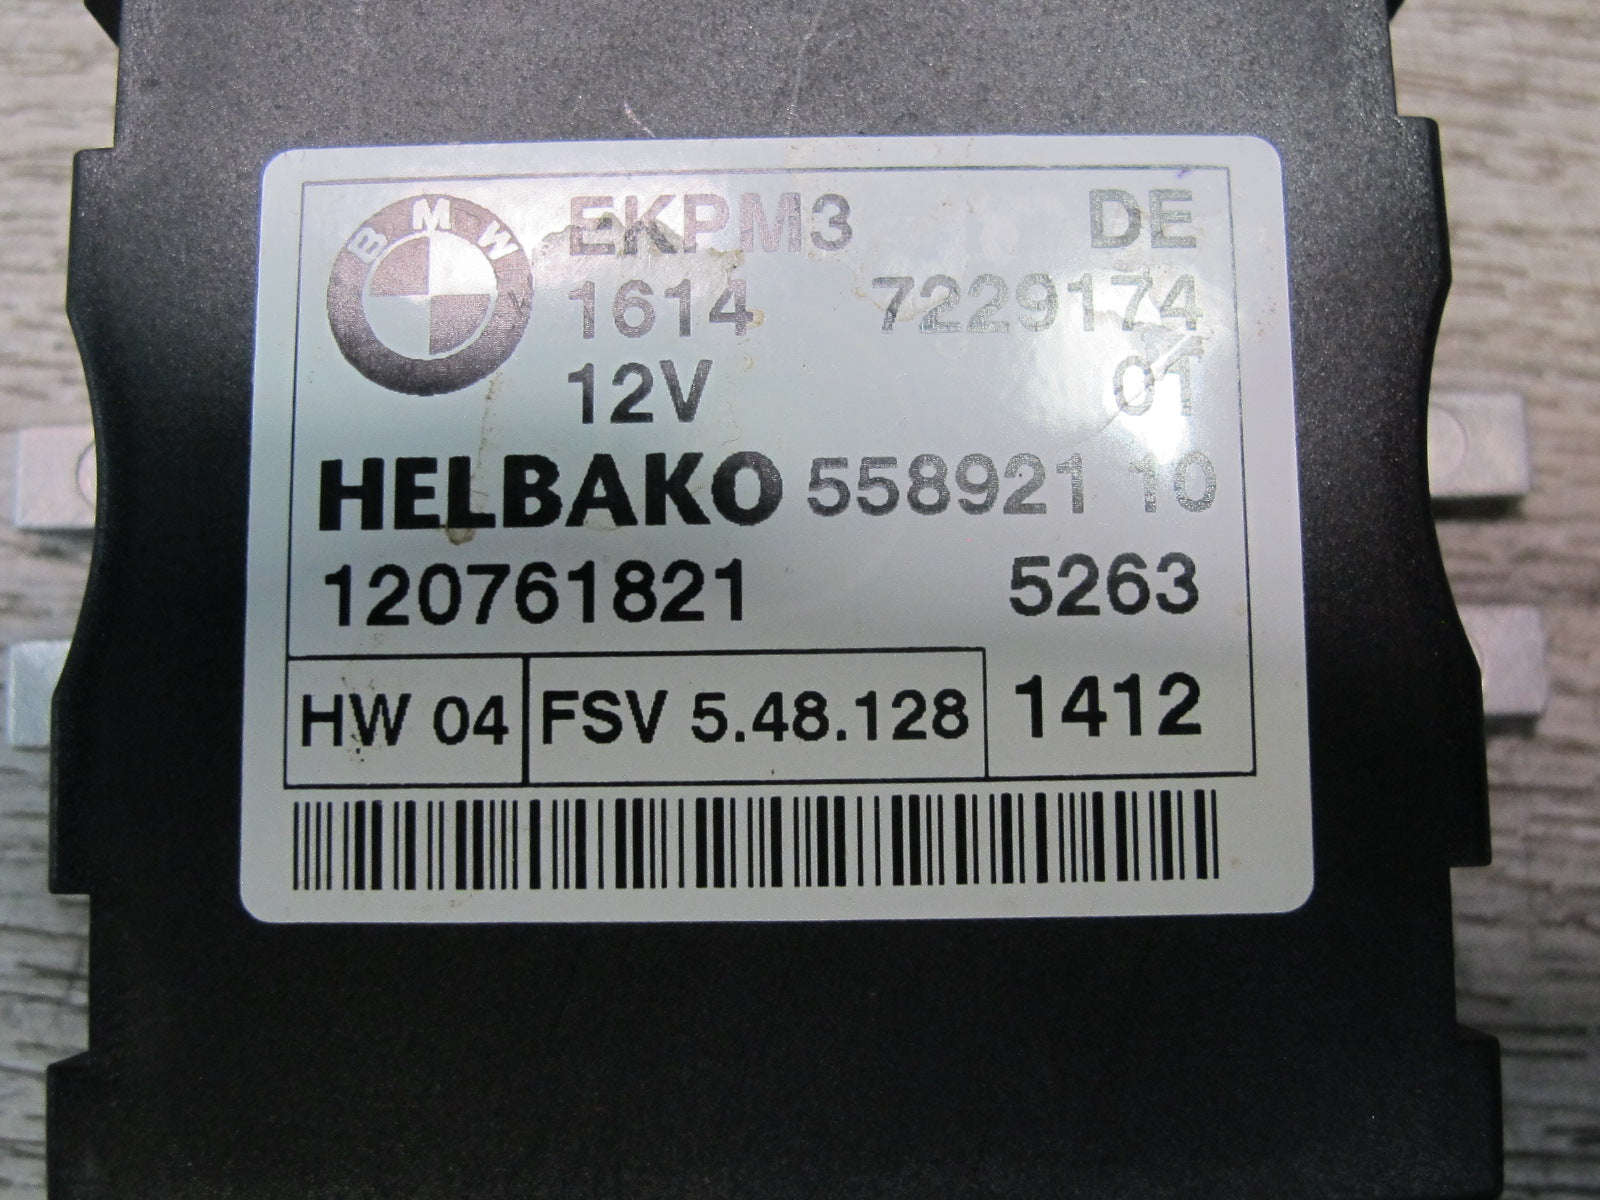 BMW EKPM3 DE
1614 7229174
12V 01
HELBAKO 558921 10
120761821 5263
HW 04 FSV 5.48.128 1412